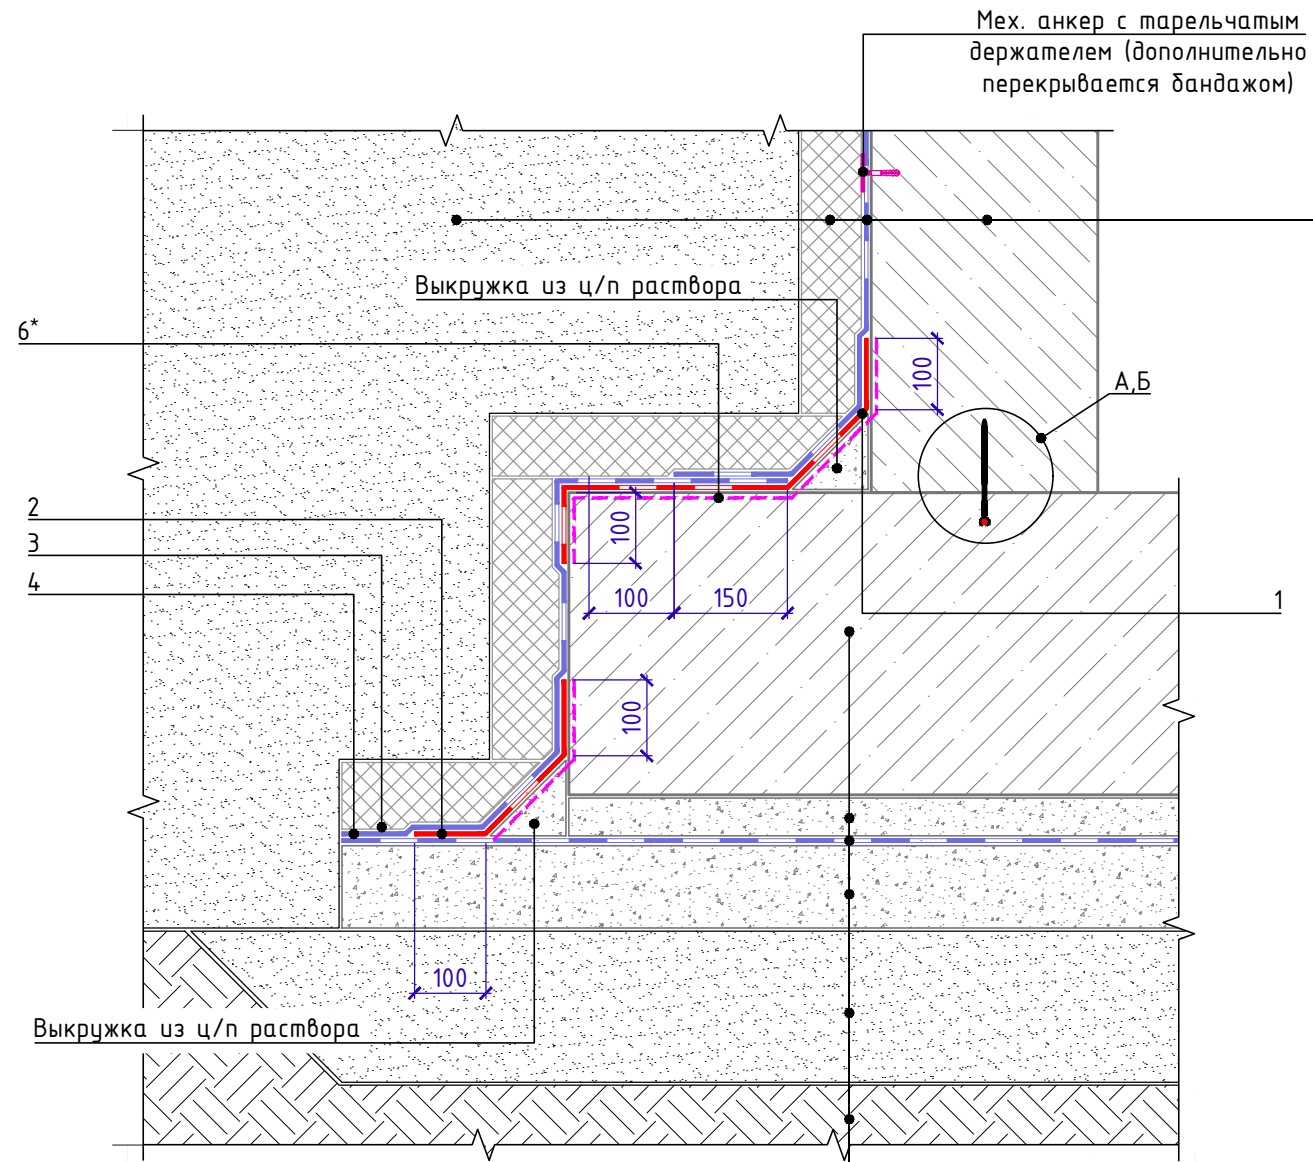 Мех. анкер с тарельчатым
держателем (дополнительно
перекрывается бандажом)
Выкружка из ц/п раствора
6*
100
А,Б
2
3
4
100
100
150
1
100
100
Выкружка из ц/п раствора